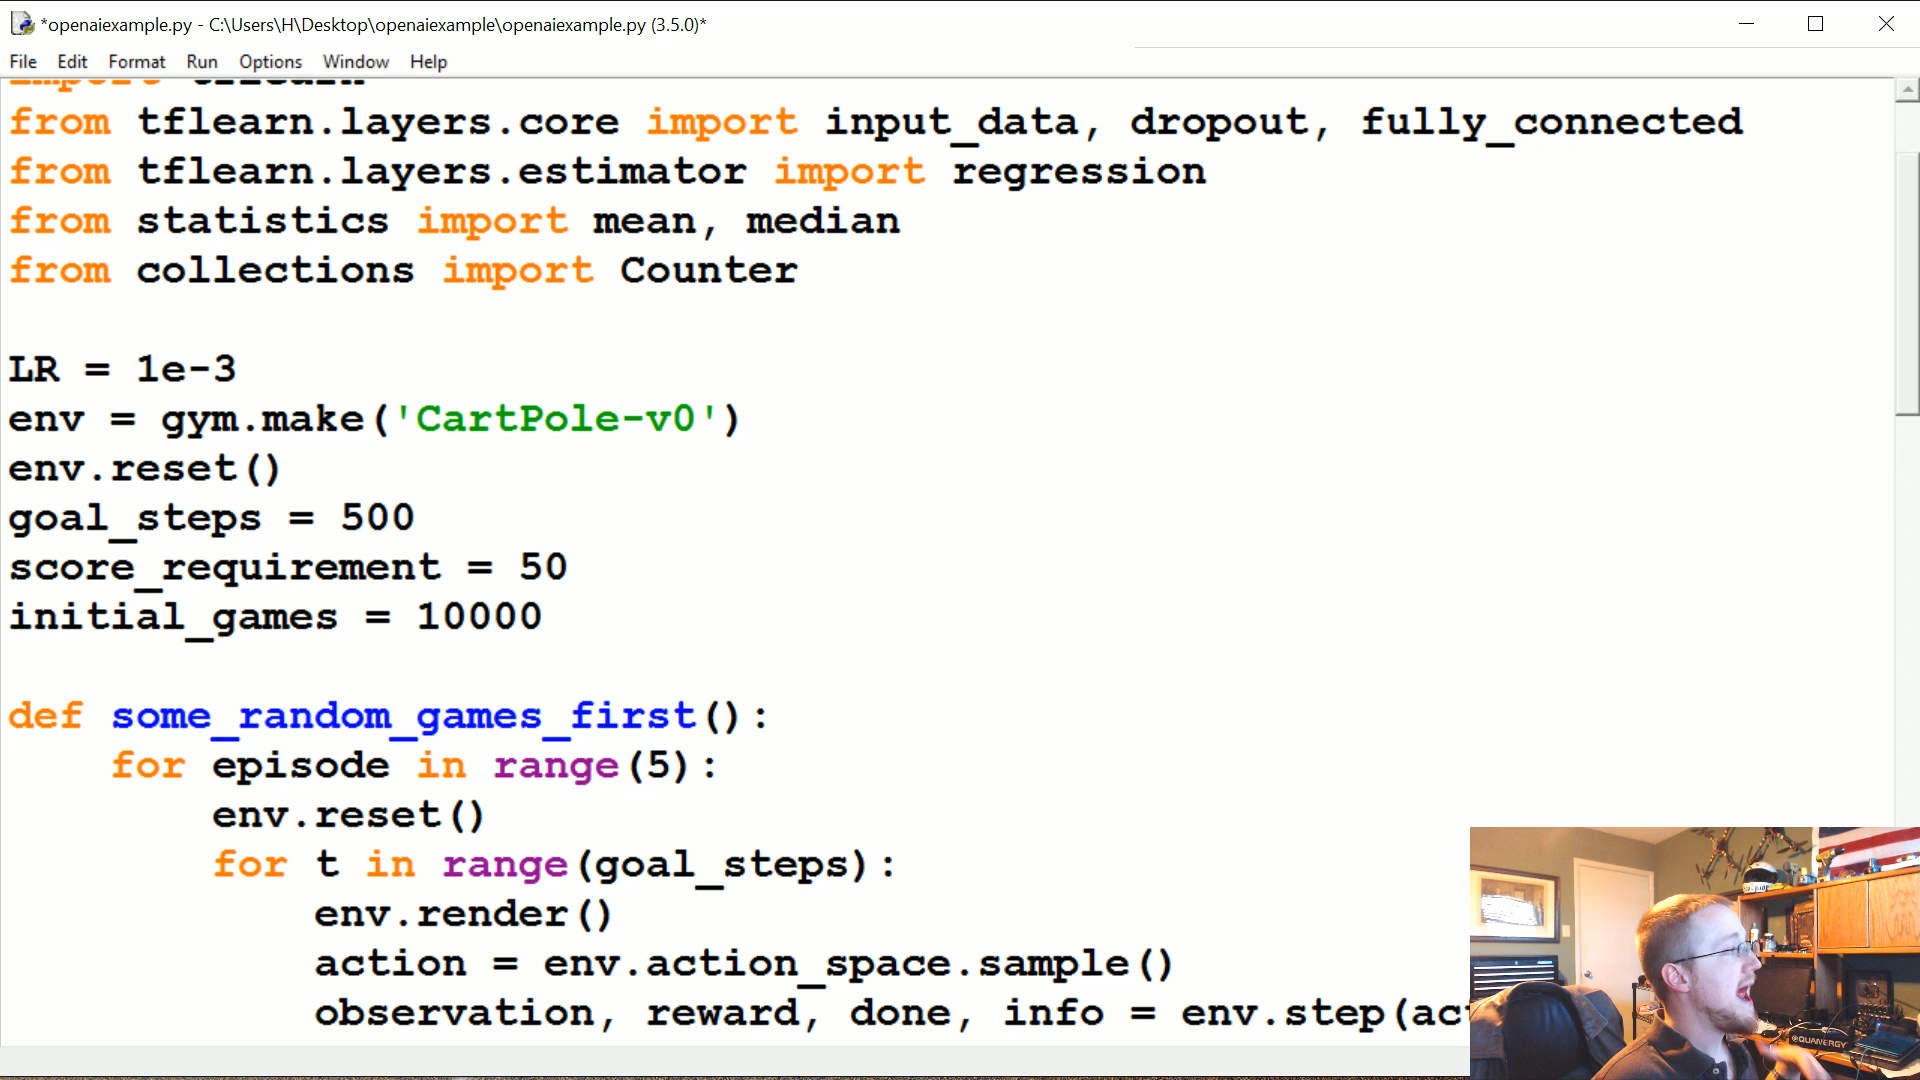 *openaiexample.py - C:\Users\H\Desktop\openaiexample\openaiexample.py (3.5.0)*
File Edit Format Run Options Window Help
import tflearn
from tflearn.layers.core import input_data, dropout, fully_connected
from tflearn.layers.estimator import regression
from statistics import mean, median
from collections import Counter
LR = 1e-3
env = gym.make('CartPole-v0')
env.reset()
goal_steps = 500
score_requirement = 50
initial_games = 10000
def some_random_games_first():
for episode in range(5):
env.reset()
for t in range(goal_steps):
env.render()
action = env.action_space.sample()
observation, reward, done, info = env.step(ac
QUANERGY